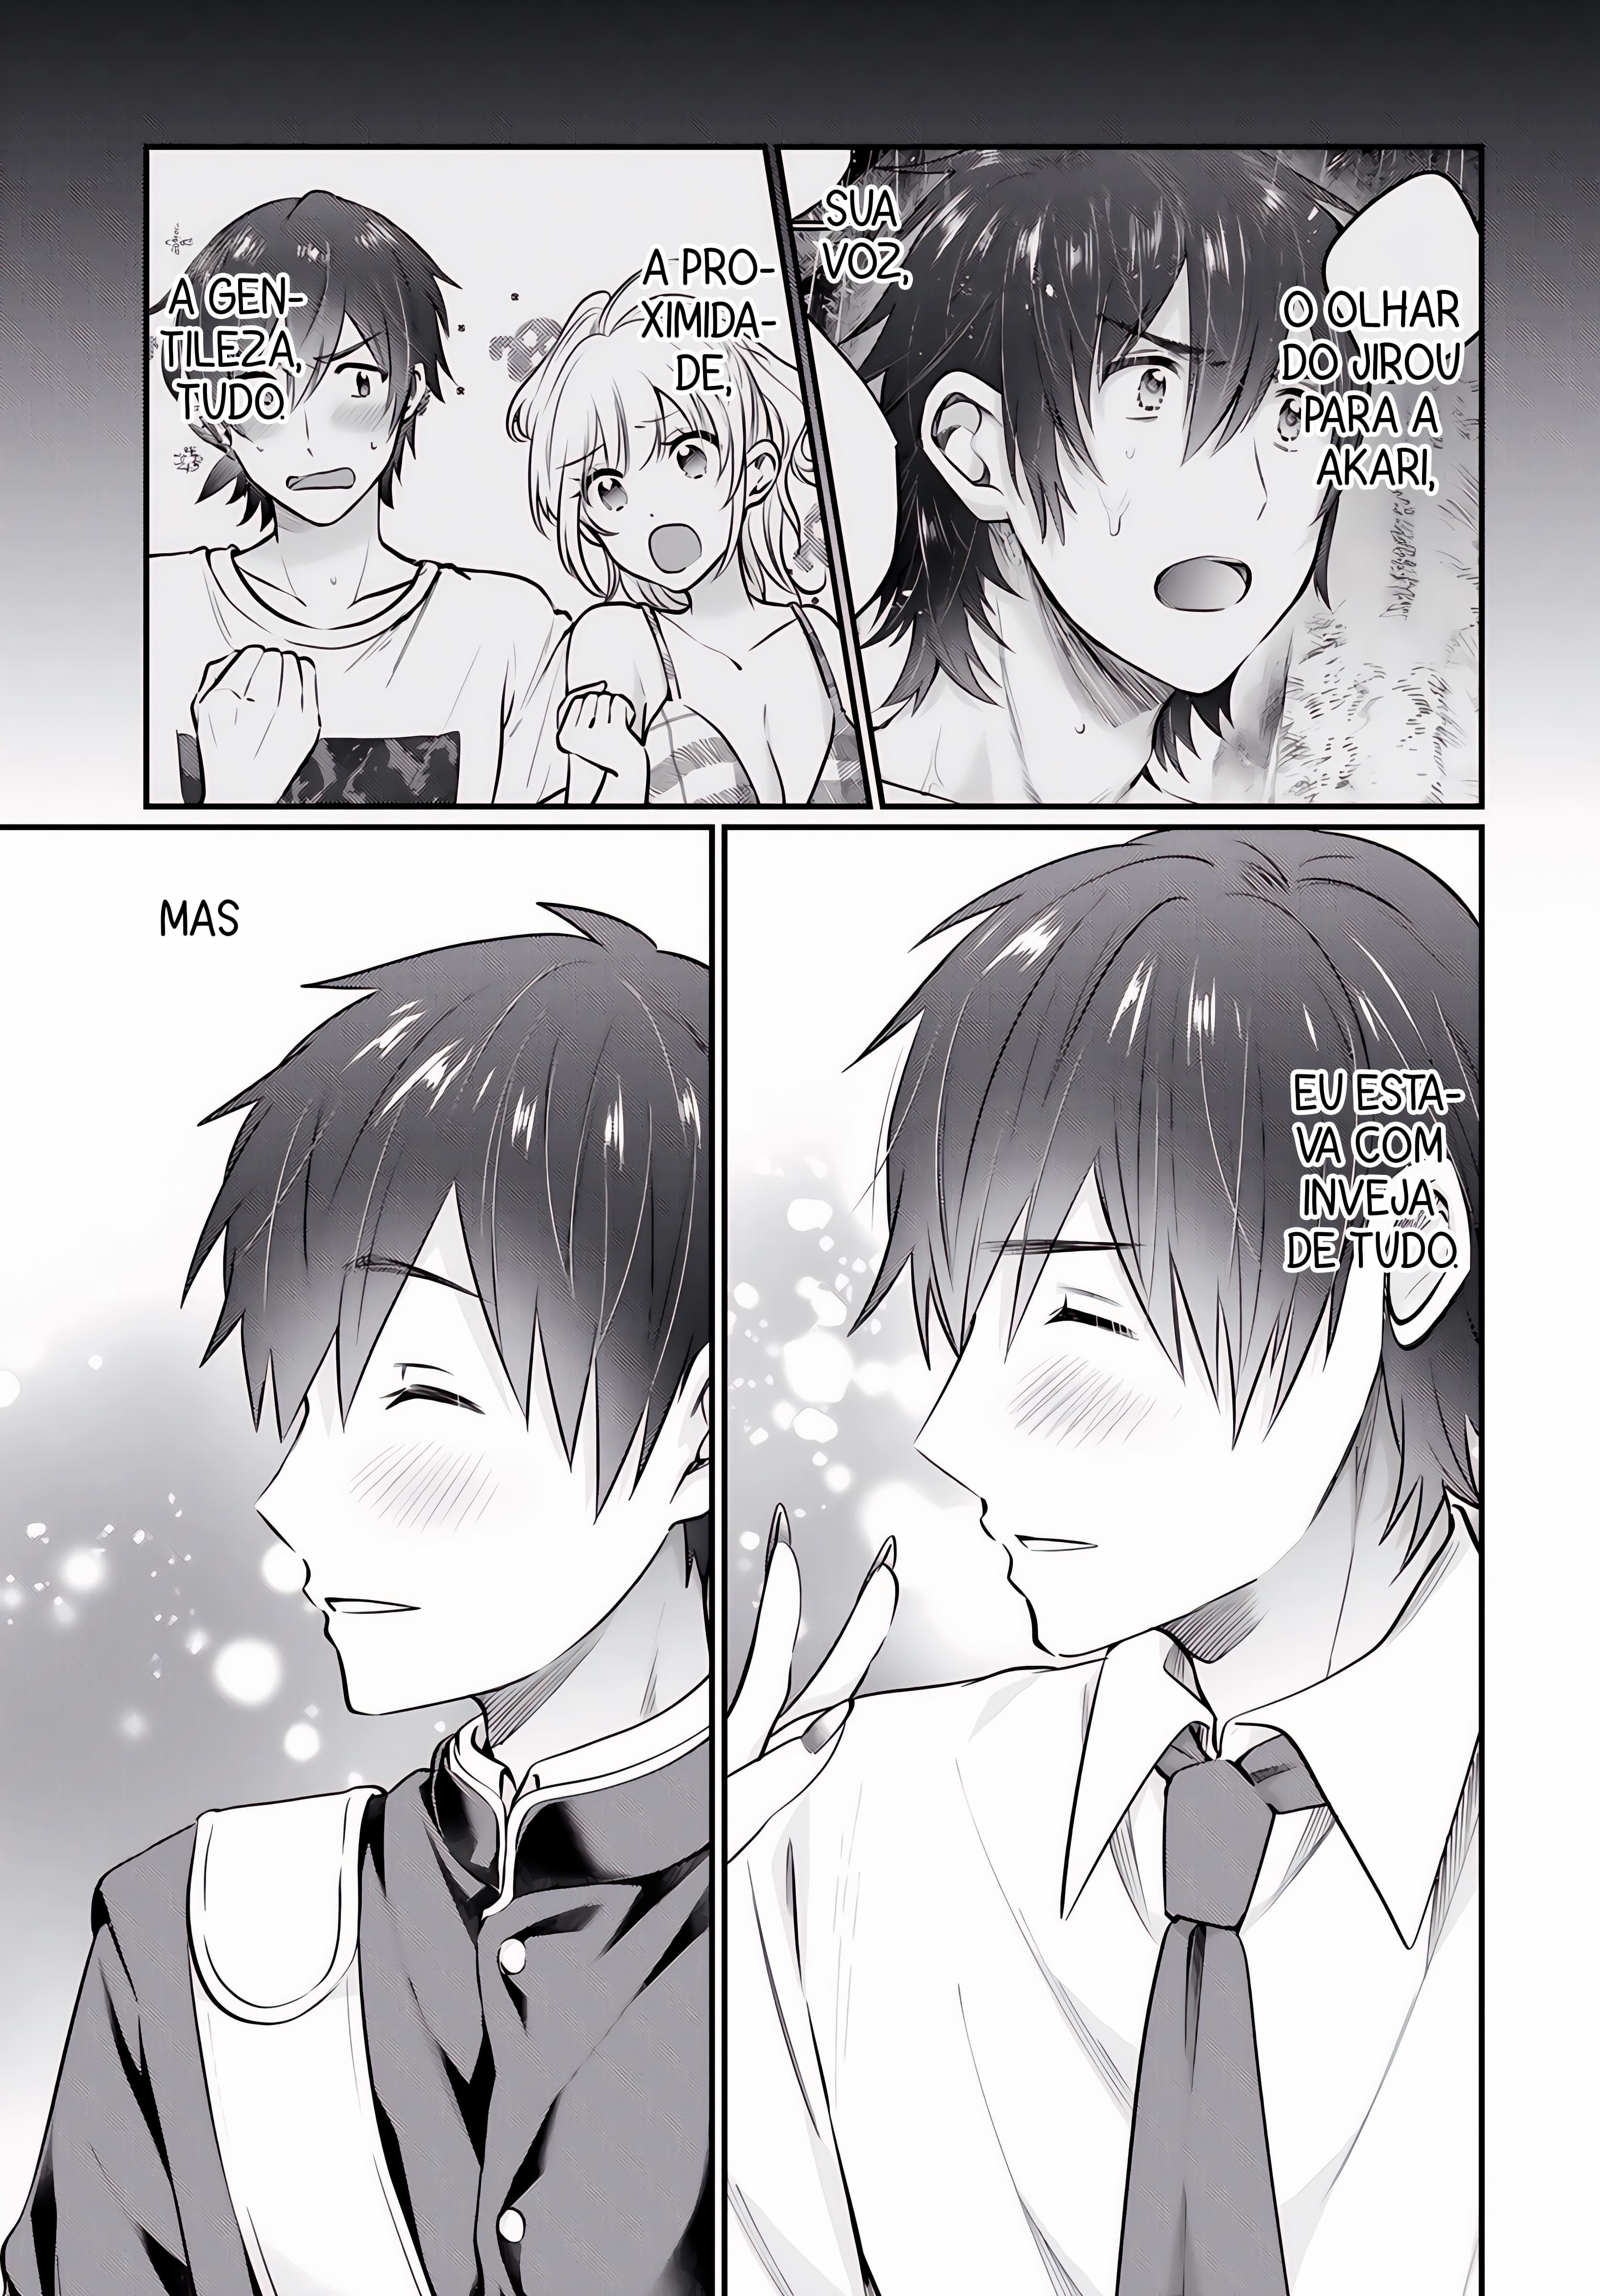 O OLHAR
DO JIROU
PARA A
AKARI,
SUA
VOZ,
A PRO-
XIMIDA-
DE,
A GEN-
TILEZA,
TUDO.
EU ESTA-
VA COM
INVEJA
DE TUDO.
MAS